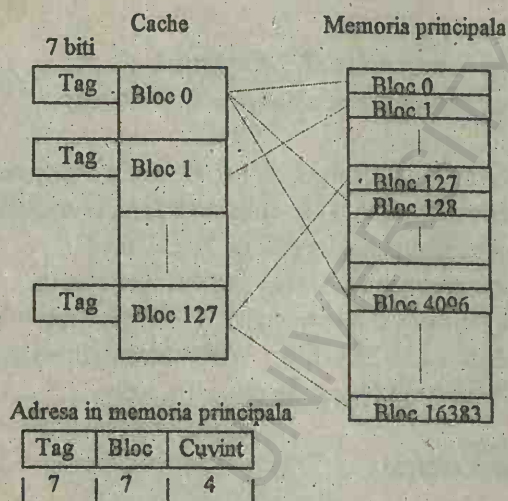 Cache
Memoria principala
7 biti
Tag
Bloc 0
Tag
Bloc 1
Tag
Bloc 127
Bloc 0
Bloc 1
Bloc 127
Bloc 128
Bloc 4096
Bloc 16383
Adresa in memoria principala
Tag Bloc Cuvint
7 7 4
UNIVERSITY